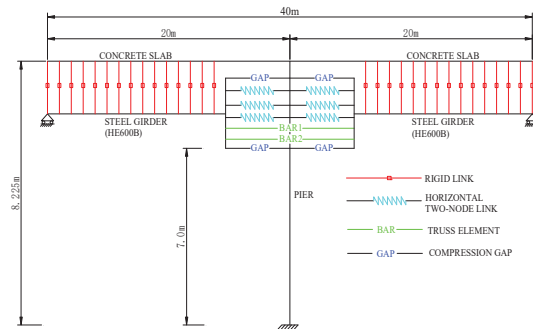 40m
20m
20m
CONCRETE SLAB
CONCRETE SLAB
GAP
GAP
STEEL GIRDER
(HE600B)
BAR1
STEEL GIRDER
(HE600B)
BAR2
GAP
GAP
8.225m
7.0m
PIER
RIGID LINK
HORIZONTAL
TWO-NODE LINK
BAR
TRUSS ELEMENT
GAP
COMPRESSION GAP